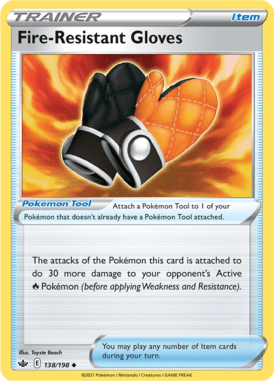 TRAINER Item
Fire-Resistant Gloves
Pokémon Tool Attach a Pokémon Tool to 1 of your
Pokémon that doesn't already have a Pokémon Tool attached.
The attacks of the Pokémon this card is attached to
do 30 more damage to your opponent's Active
Pokémon (before applying Weakness and Resistance).
Illus. Toyste Beach
E 138/198
You may play any number of Item cards
during your turn.
©2021 Pokémon / Nintendo / Creatures / GAME FREAK